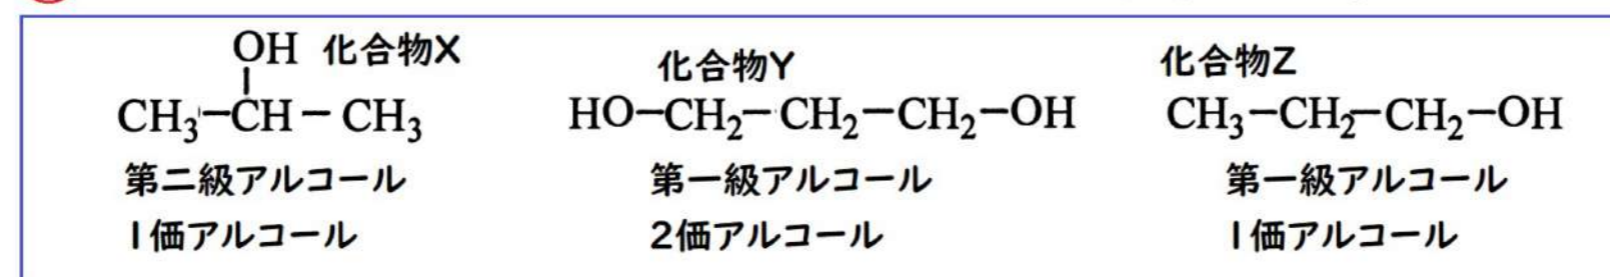 OH 化合物X
CH₃-CH-CH₃
第二級アルコール
1価アルコール
化合物Y
HO-CH₂-CH₂-CH₂-OH
第一級アルコール
2価アルコール
化合物Z
CH₃-CH₂-CH₂-OH
第一級アルコール
1価アルコール